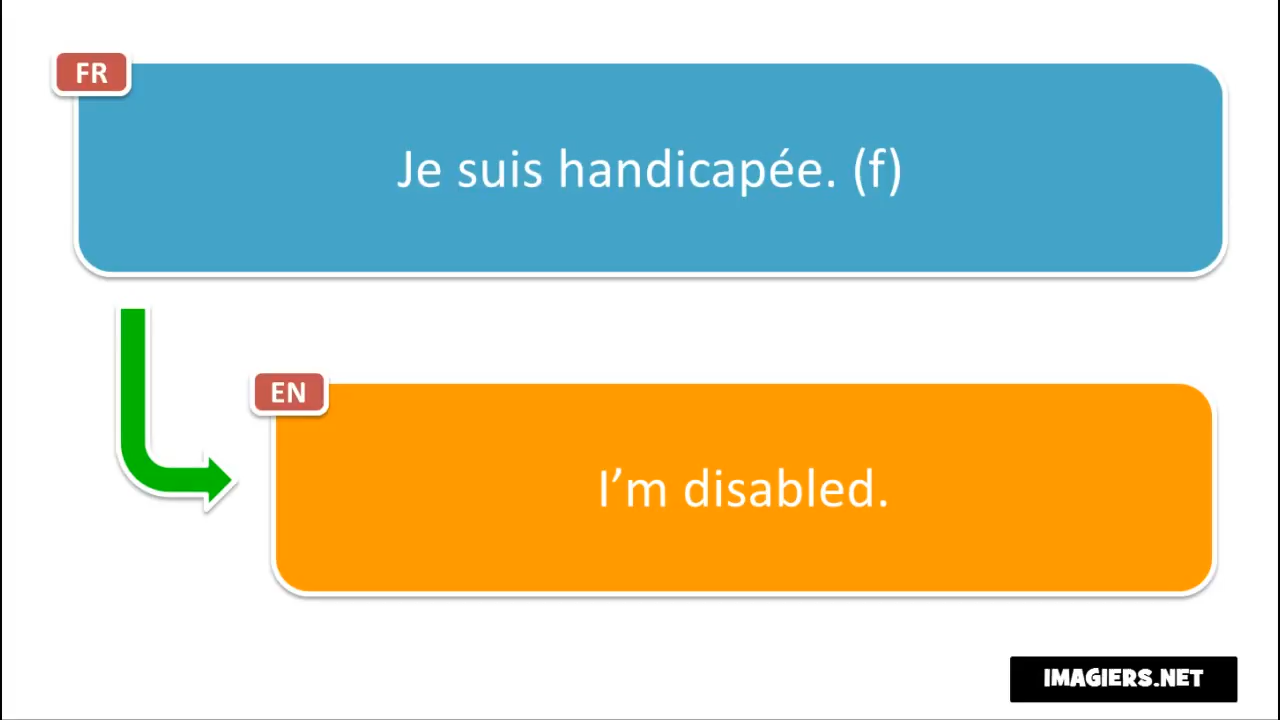 FR
Je suis handicapée. (f)
EN
I’m disabled.
IMAGIERS.NET